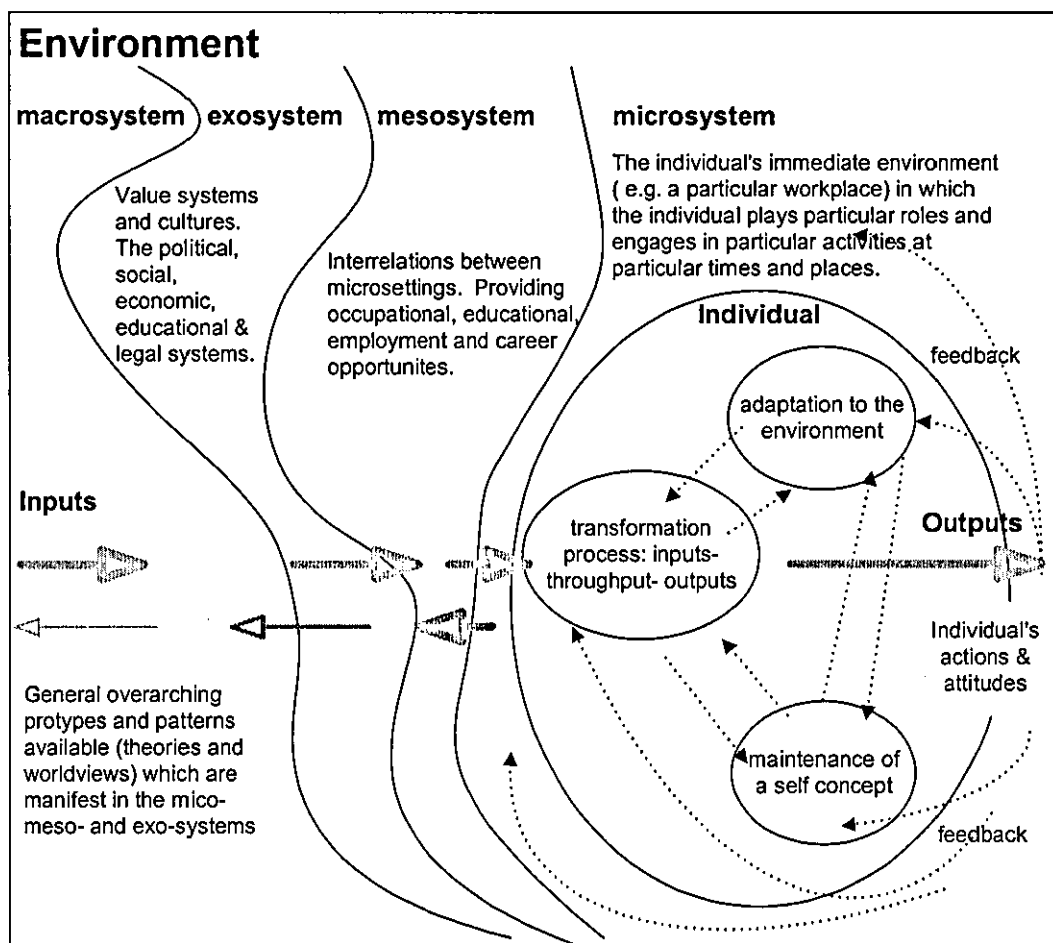 Environment
macrosystem
exosystem
mesosystem
microsystem
The individual's immediate environment
( e.g. a particular workplace) in which
the individual plays particular roles and
engages in particular activities at
particular times and places.
Value systems
and cultures.
The political,
social,
economic,
educational &
legal systems.
Interrelations between
microsettings. Providing
occupational, educational,
employment and career
opportunites.
Individual
feedback
adaptation to the
environment
Inputs
Outputs
transformation
process: inputs-
throughput- outputs
Individual's
actions &
attitudes
General overarching
protypes and patterns
available (theories and
worldviews) which are
manifest in the mico-
meso- and exo-systems
maintenance of
a self concept
feedback